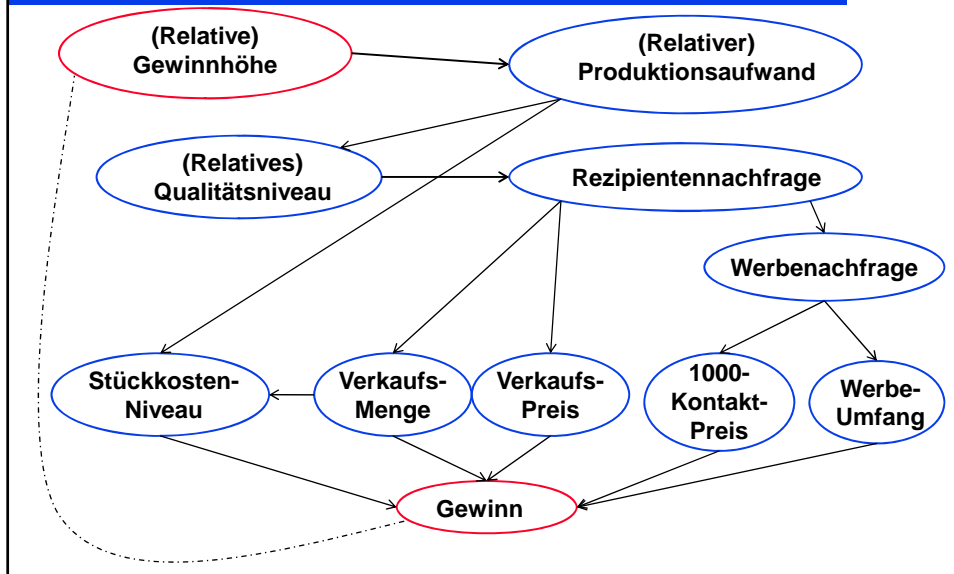 (Relative)
Gewinnhöhe
(Relativer)
Produktionsaufwand
(Relatives)
Qualitätsniveau
Rezipientennachfrage
Werbenachfrage
Stückkosten-
Niveau
Verkaufs-
Menge
Verkaufs-
Preis
1000-
Kontakt-
Preis
Werbe-
Umfang
Gewinn